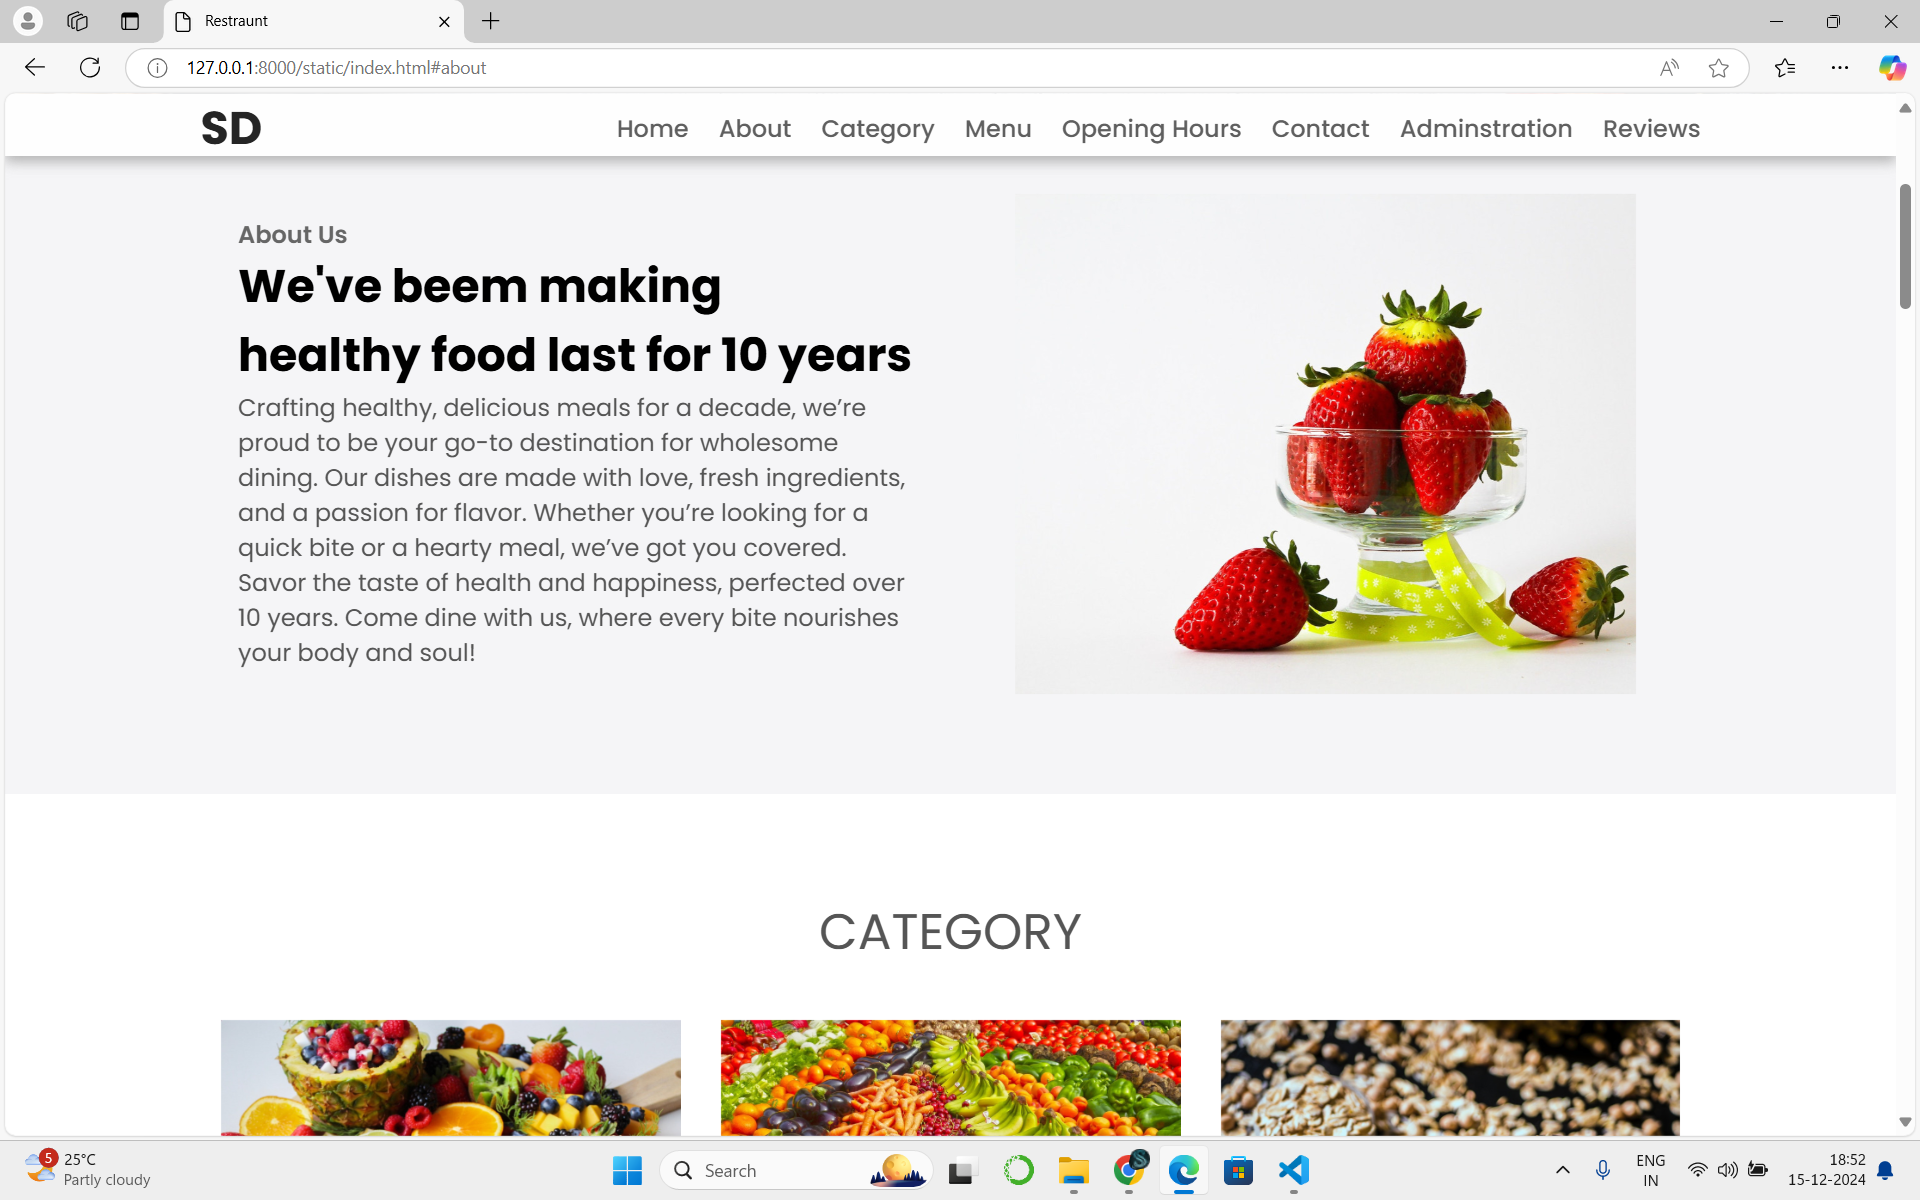 Restraunt
127.0.0.1:8000/static/index.html#about
SD
Home About Category Menu Opening Hours Contact Adminstration Reviews
About Us
We've beem making
healthy food last for 10 years
Crafting healthy, delicious meals for a decade, we’re
proud to be your go-to destination for wholesome
dining. Our dishes are made with love, fresh ingredients,
and a passion for flavor. Whether you’re looking for a
quick bite or a hearty meal, we’ve got you covered.
Savor the taste of health and happiness, perfected over
10 years. Come dine with us, where every bite nourishes
your body and soul!
CATEGORY
5
25°C
Partly cloudy
Search
ENG
IN
18:52
15-12-2024